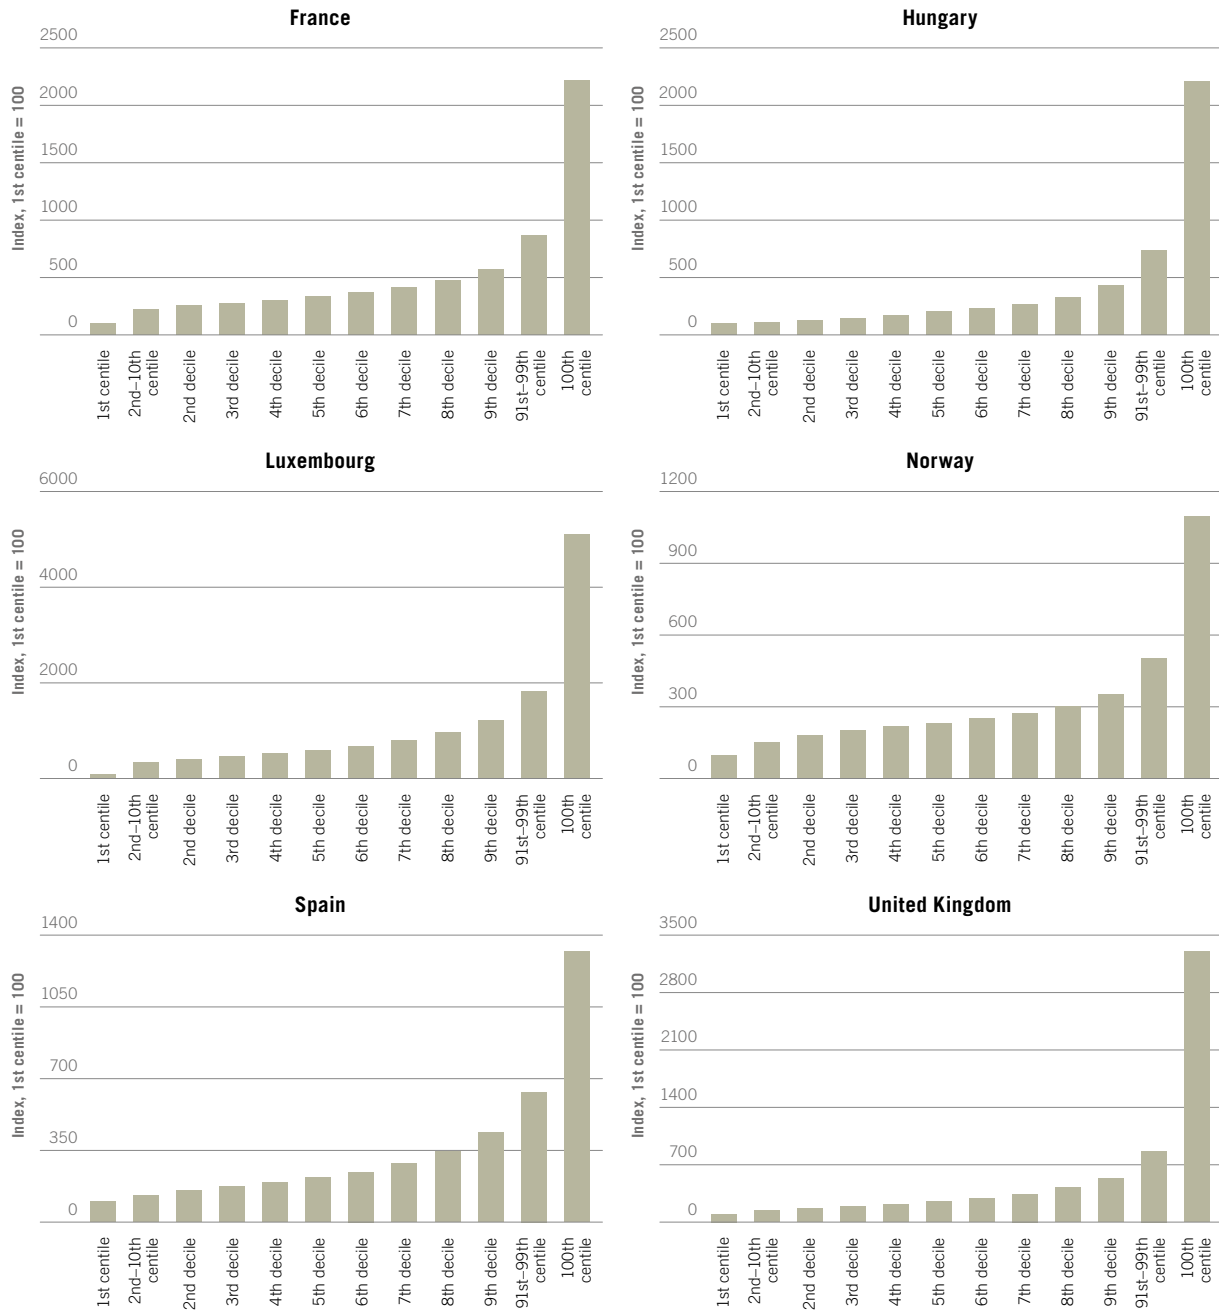 France
Index, 1st centile = 100
2500
2000
1500
1000
500
0
1st centile
2nd–10th
centile
2nd decile
3rd decile
4th decile
5th decile
6th decile
7th decile
8th decile
9th decile
91st–99th
centile
100th
centile
Hungary
Index, 1st centile = 100
2500
2000
1500
1000
500
0
1st centile
2nd–10th
centile
2nd decile
3rd decile
4th decile
5th decile
6th decile
7th decile
8th decile
9th decile
91st–99th
centile
100th
centile
Luxembourg
Index, 1st centile = 100
6000
4000
2000
0
1st centile
2nd–10th
centile
2nd decile
3rd decile
4th decile
5th decile
6th decile
7th decile
8th decile
9th decile
91st–99th
centile
100th
centile
Norway
Index, 1st centile = 100
1200
900
600
300
0
1st centile
2nd–10th
centile
2nd decile
3rd decile
4th decile
5th decile
6th decile
7th decile
8th decile
9th decile
91st–99th
centile
100th
centile
Spain
Index, 1st centile = 100
1400
1050
700
350
0
1st centile
2nd–10th
centile
2nd decile
3rd decile
4th decile
5th decile
6th decile
7th decile
8th decile
9th decile
91st–99th
centile
100th
centile
United Kingdom
Index, 1st centile = 100
3500
2800
2100
1400
700
0
1st centile
2nd–10th
centile
2nd decile
3rd decile
4th decile
5th decile
6th decile
7th decile
8th decile
9th decile
91st–99th
centile
100th
centile